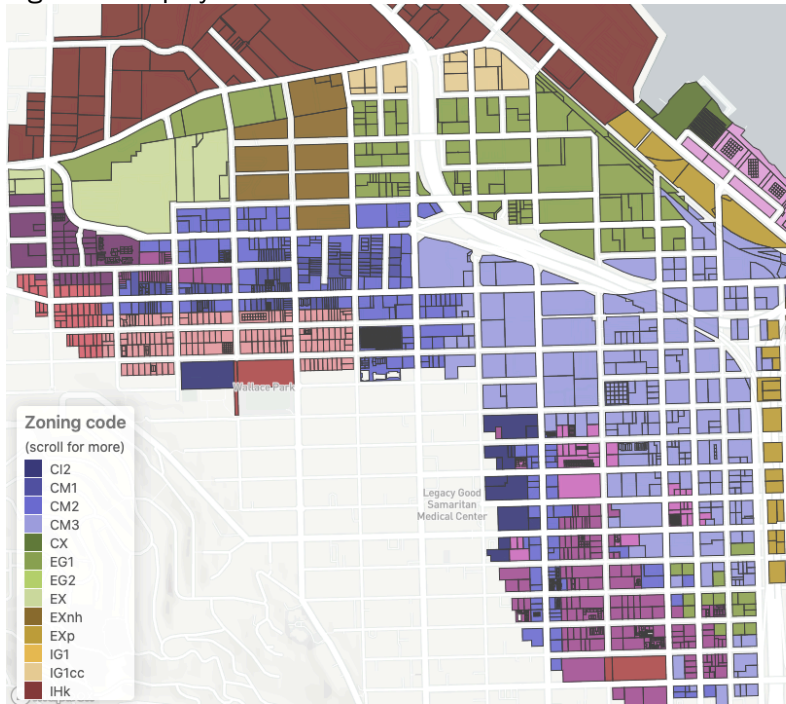 Wallace Park
Zoning code
(scroll for more)
CI2
CM1
CM2
CM3
CX
EG1
EG2
EX
EXnh
EXp
IG1
IG1cc
IHk
Legacy Good
Samaritan
Medical Center